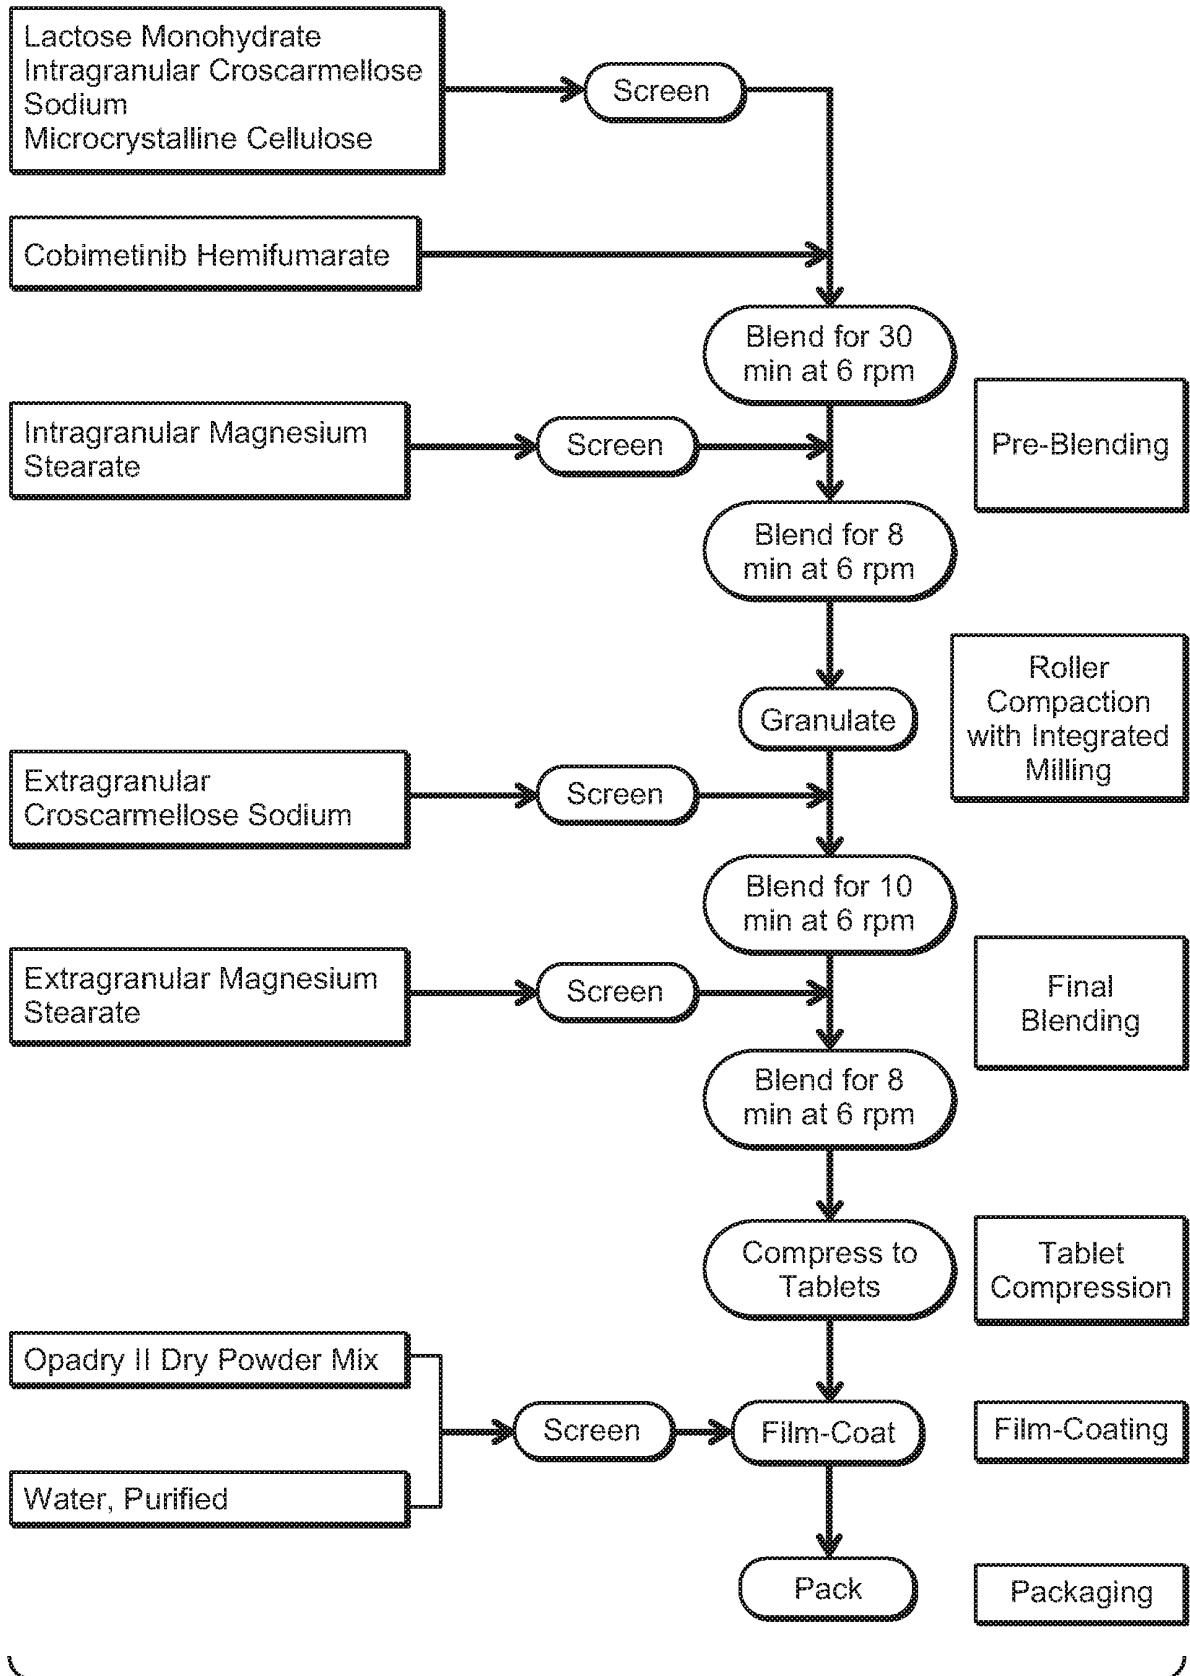 Lactose Monohydrate
Intragranular Croscarmellose
Sodium
Microcrystalline Cellulose
Screen
Cobimetinib Hemifumarate
Blend for 30
min at 6 rpm
Intragranular Magnesium
Stearate
Screen
Pre-Blending
Blend for 8
min at 6 rpm
Roller
Compaction
with Integrated
Milling
Granulate
Extragranular
Croscarmellose Sodium
Screen
Blend for 10
min at 6 rpm
Extragranular Magnesium
Stearate
Screen
Final
Blending
Blend for 8
min at 6 rpm
Compress to
Tablets
Tablet
Compression
Opadry II Dry Powder Mix
Screen
Film-Coat
Film-Coating
Water, Purified
Pack
Packaging